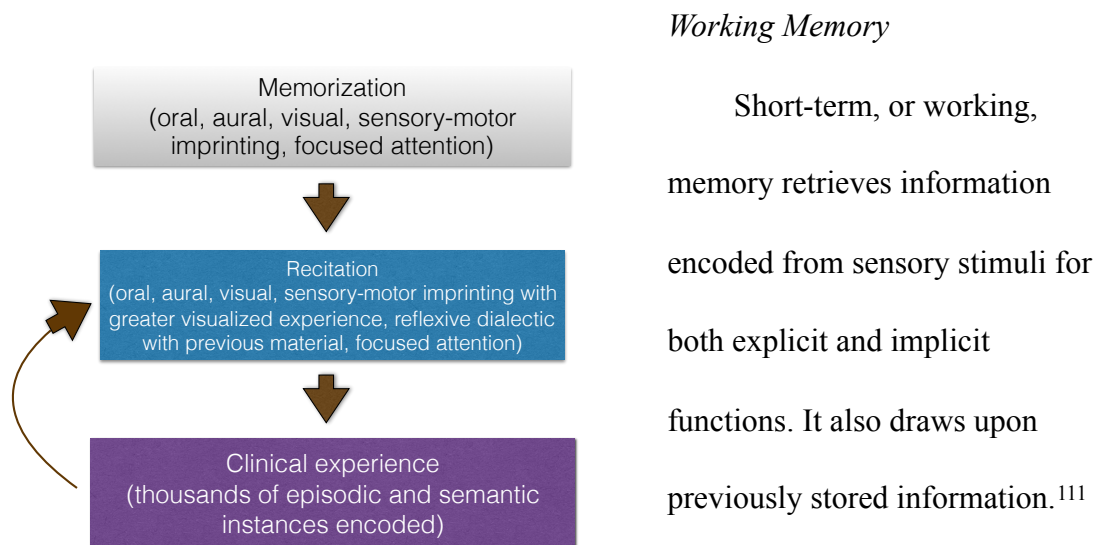 Memorization
(oral, aural, visual, sensory-motor
imprinting, focused attention)
Recitation
(oral, aural, visual, sensory-motor imprinting with
greater visualized experience, reflexive dialectic
with previous material, focused attention)
Clinical experience
(thousands of episodic and semantic
instances encoded)
Working Memory
Short-term, or working,
memory retrieves information
encoded from sensory stimuli for
both explicit and implicit
functions. It also draws upon
previously stored information.111